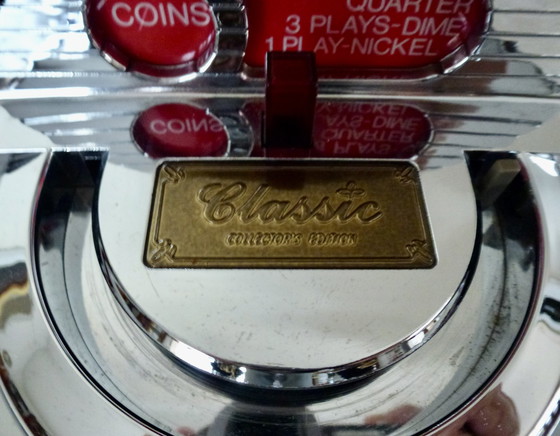 COINS
QUARTER
3 PLAYS-DIME
1 PLAY-NICKEL
Classic
COLLECTOR'S EDITION